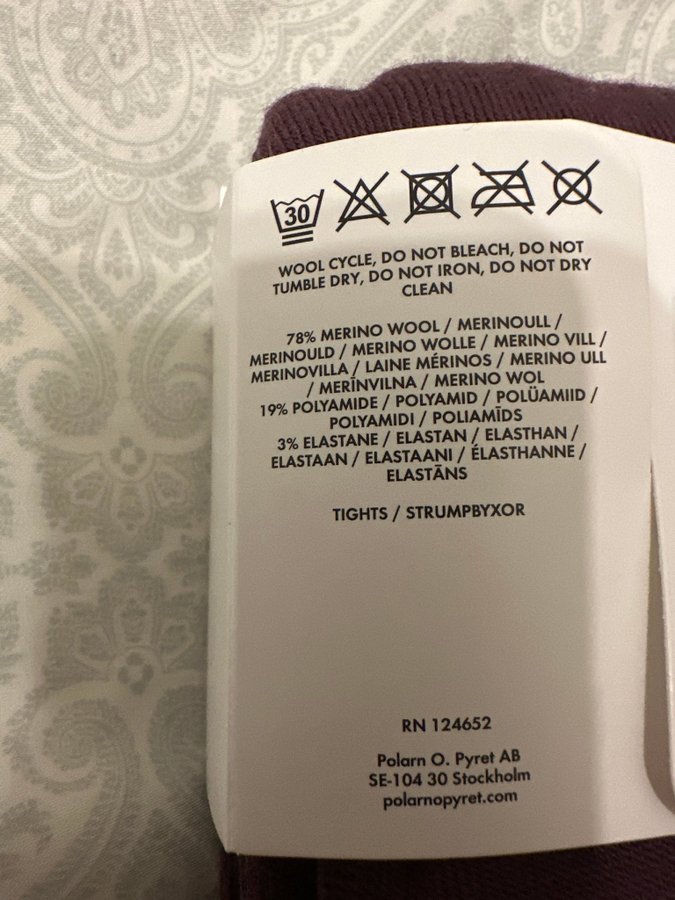 30
WOOL CYCLE, DO NOT BLEACH, DO NOT
TUMBLE DRY, DO NOT IRON, DO NOT DRY
CLEAN
78% MERINO WOOL / MERINOULL /
MERINOULD / MERINO WOLLE / MERINO VILL /
MERINOVILLA / LAINE MÉRINOS / MERINO ULL
/ MERĪNVILNA / MERINO WOL
19% POLYAMIDE / POLYAMID / POLÜAMIID /
POLYAMIDI / POLIAMĪDS
3% ELASTANE / ELASTAN / ELASTHAN /
ELASTAAN / ELASTAANI / ÉLASTHANNE /
ELASTĀNS
TIGHTS / STRUMPBYXOR
RN 124652
Polarn O. Pyret AB
SE-104 30 Stockholm
polarnopyret.com